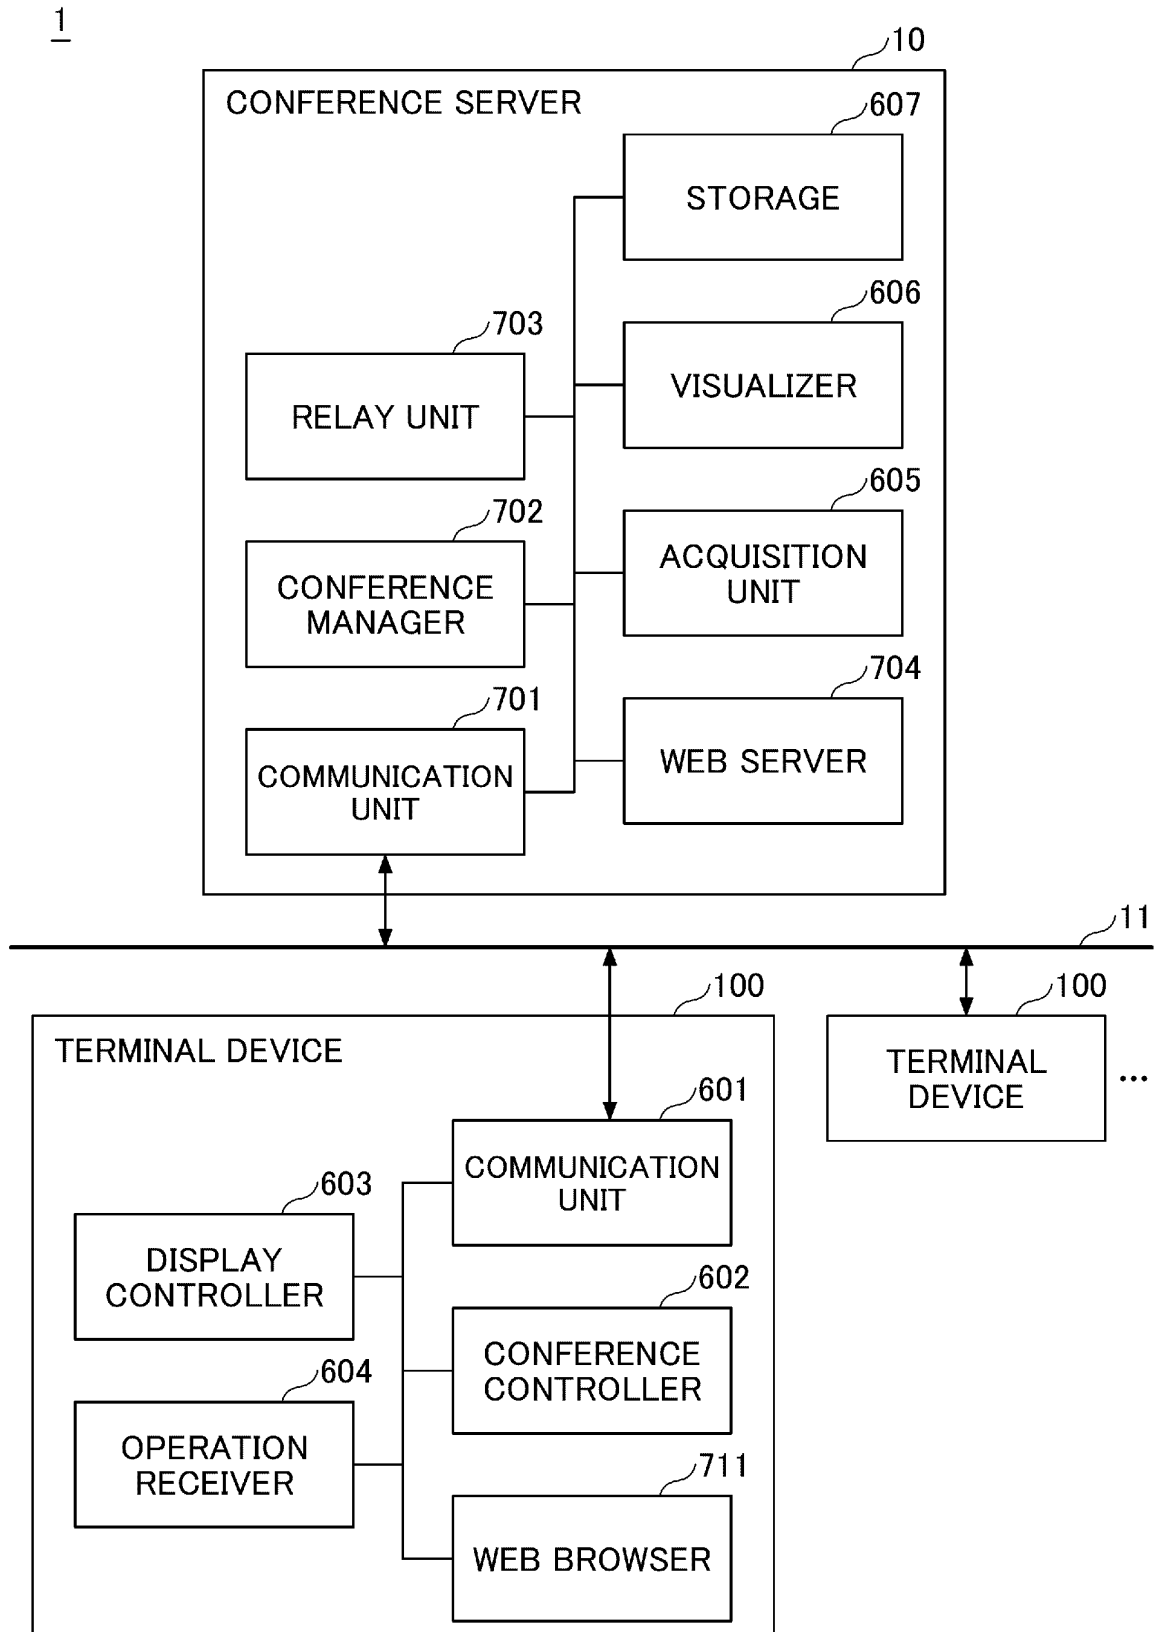 1
10
CONFERENCE SERVER
607
STORAGE
606
VISUALIZER
703
RELAY UNIT
605
ACQUISITION
UNIT
702
CONFERENCE
MANAGER
704
WEB SERVER
701
COMMUNICATION
UNIT
11
100
TERMINAL DEVICE
100
TERMINAL
DEVICE
...
601
COMMUNICATION
UNIT
603
DISPLAY
CONTROLLER
602
CONFERENCE
CONTROLLER
604
OPERATION
RECEIVER
711
WEB BROWSER